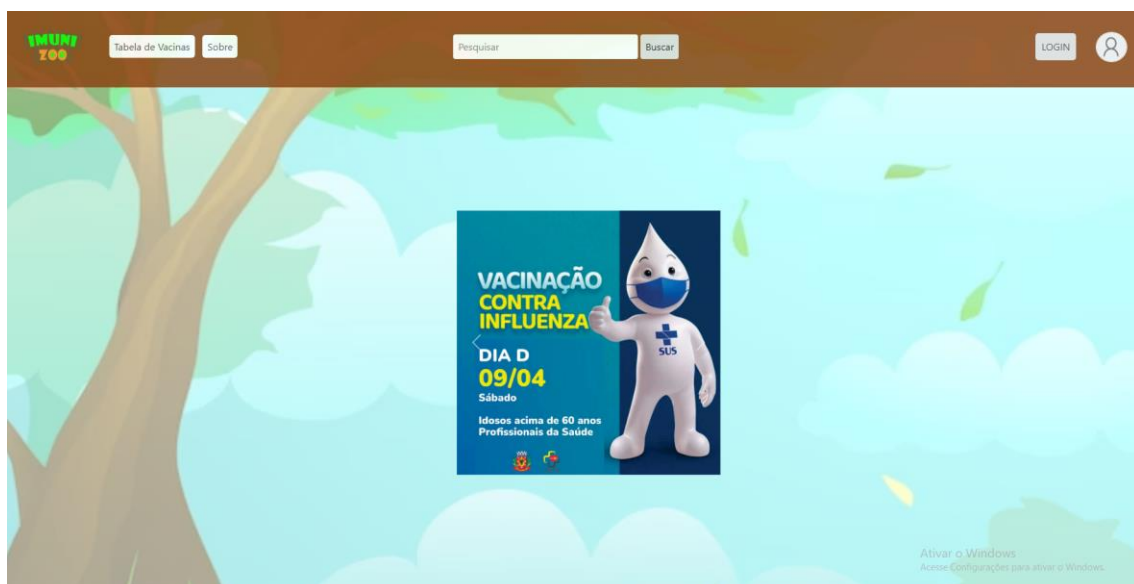 IMUNI
ZOO
Tabela de Vacinas
Sobre
Pesquisar
Buscar
LOGIN
VACINAÇÃO
CONTRA
INFLUENZA
DIA D
09/04
Sábado
Idosos acima de 60 anos
Profissionais da Saúde
SUS
Ativar o Windows
Acesse Configurações para ativar o Windows.